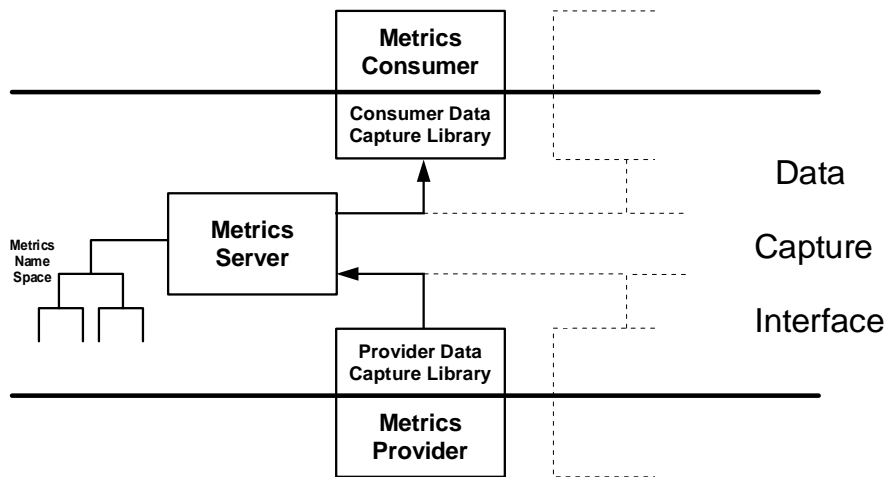 Metrics
Consumer
Consumer Data
Capture Library
Data
Metrics
Server
Metrics
Name
Space
Capture
Interface
Provider Data
Capture Library
Metrics
Provider